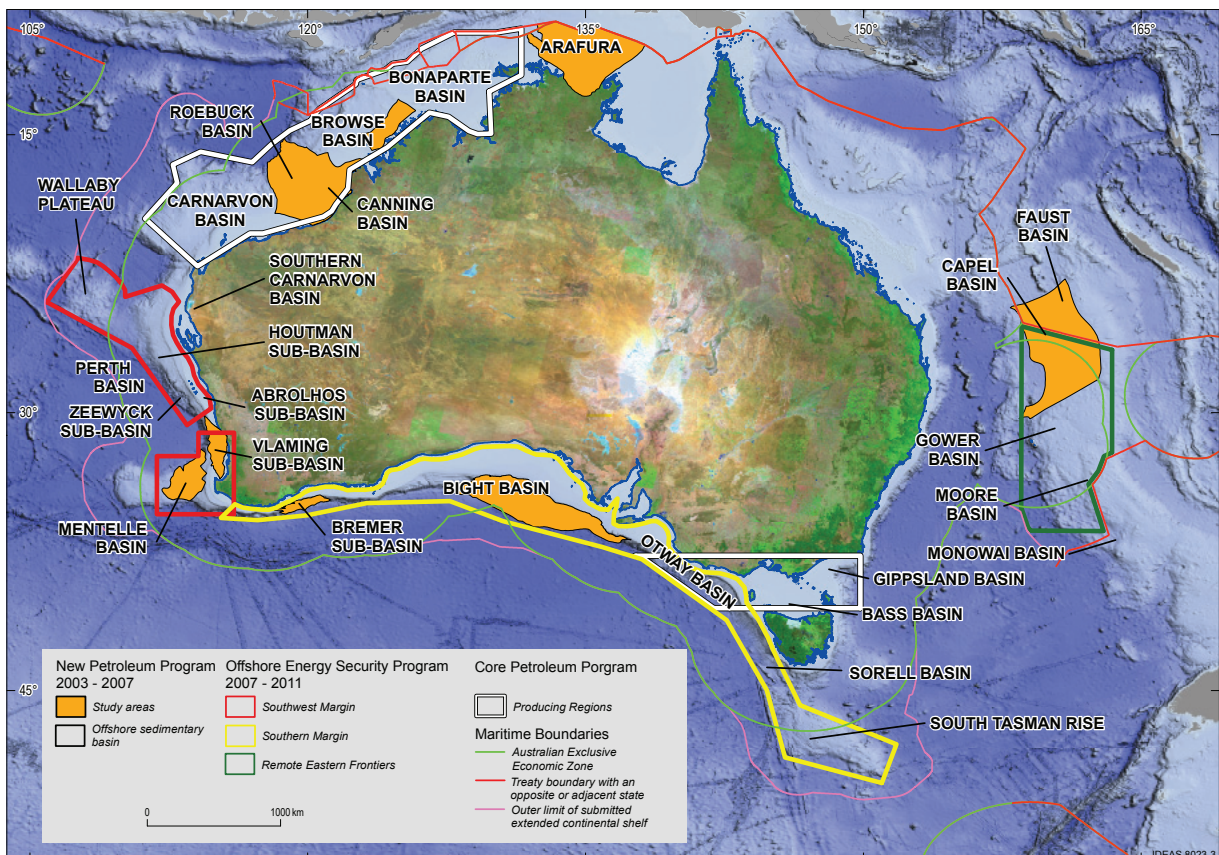 105°
120°
135°
150°
165°
ARAFURA
BONAPARTE
BASIN
ROEBUCK
BASIN
BROWSE
BASIN
15°
15°
WALLABY
PLATEAU
CARNARVON
BASIN
CANNING
BASIN
FAUST
BASIN
CAPEL
BASIN
SOUTHERN
CARNARVON
BASIN
HOUTMAN
SUB-BASIN
PERTH
BASIN
ABROLHOS
SUB-BASIN
ZEEWYCK
SUB-BASIN
30°
30°
VLAMING
SUB-BASIN
GOWER
BASIN
BIGHT BASIN
MOORE
BASIN
MENTELLE
BASIN
BREMER
SUB-BASIN
MONOWAI BASIN
OTWAY BASIN
GIPPSLAND BASIN
BASS BASIN
SORELL BASIN
45°
45°
SOUTH TASMAN RISE
New Petroleum Program
2003 - 2007
Study areas
Offshore sedimentary
basin
Offshore Energy Security Program
2007 - 2011
Southwest Margin
Southern Margin
Remote Eastern Frontiers
Core Petroleum Porgram
Producing Regions
Maritime Boundaries
Australian Exclusive
Economic Zone
Treaty boundary with an
opposite or adjacent state
Outer limit of submitted
extended continental shelf
0
1000 km
IDEAS 8023-3